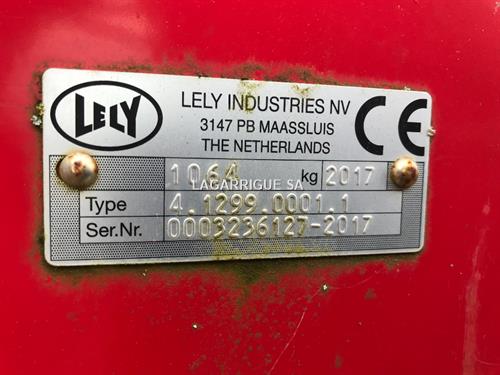 LELY
LELY INDUSTRIES NV
3147 PB MAASSLUIS
THE NETHERLANDS
CE
1064 kg 2017
LAGARRIGUE SA
Type 4.1299.0001.1
Ser.Nr. 0003236127-2017